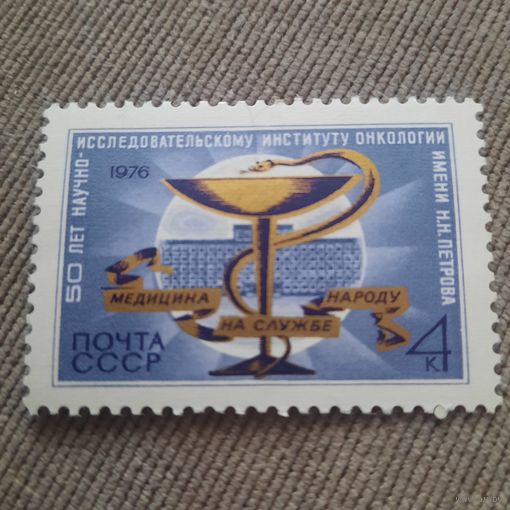 50 ЛЕТ НАУЧНО-
ИССЛЕДОВАТЕЛЬСКОМУ ИНСТИТУТУ ОНКОЛОГИИ
ИМЕНИ Н.Н. ПЕТРОВА
1976
МЕДИЦИНА
НА СЛУЖБЕ
НАРОДУ
ПОЧТА
СССР
4
К